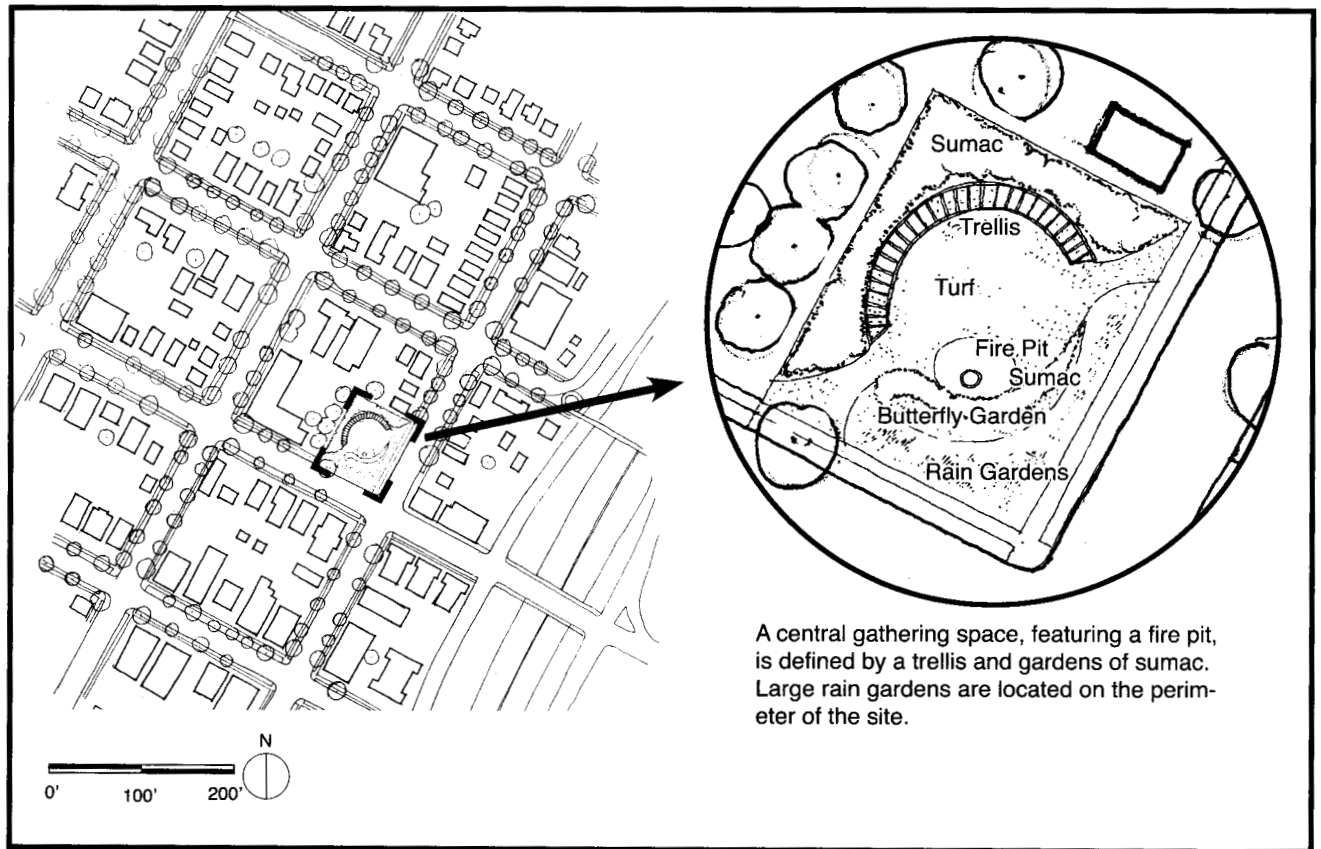 Sumac
Trellis
Turf
Fire Pit
Sumac
Butterfly Garden
Rain Gardens
A central gathering space, featuring a fire pit,
is defined by a trellis and gardens of sumac.
Large rain gardens are located on the perim-
eter of the site.
N
0' 100' 200'